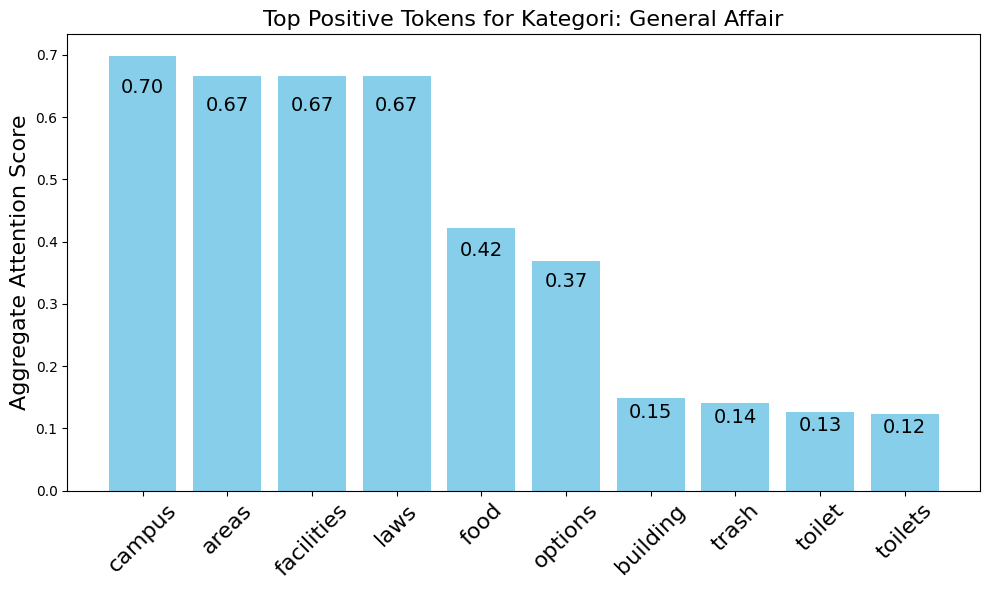 Top Positive Tokens for Kategori: General Affair
Aggregate Attention Score
0.7
0.6
0.5
0.4
0.3
0.2
0.1
0.0
0.70
0.67
0.67
0.67
0.42
0.37
0.15
0.14
0.13
0.12
campus
areas
facilities
laws
food
options
building
trash
toilet
toilets